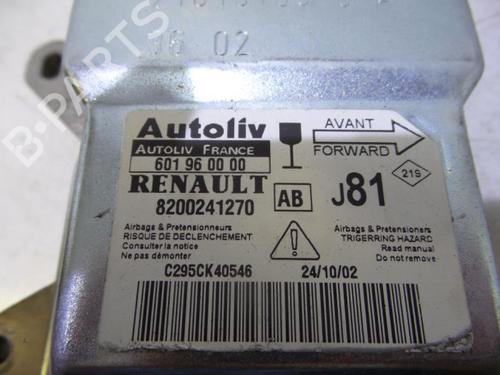 06 02
B-PARTS
Autoliv
AUTOLIV FRANCE
601 96 00 00
RENAULT
8200241270
AB
AVANT
FORWARD
J81
219
Airbags & Pretensionneurs
RISQUE DE DECLENCHEMENT
Consulter la notice
Ne pas démonter
Airbags & Pretensioners
TRIGERRING HAZARD
Read manual
Do not remove
C295CK40546
24/10/02